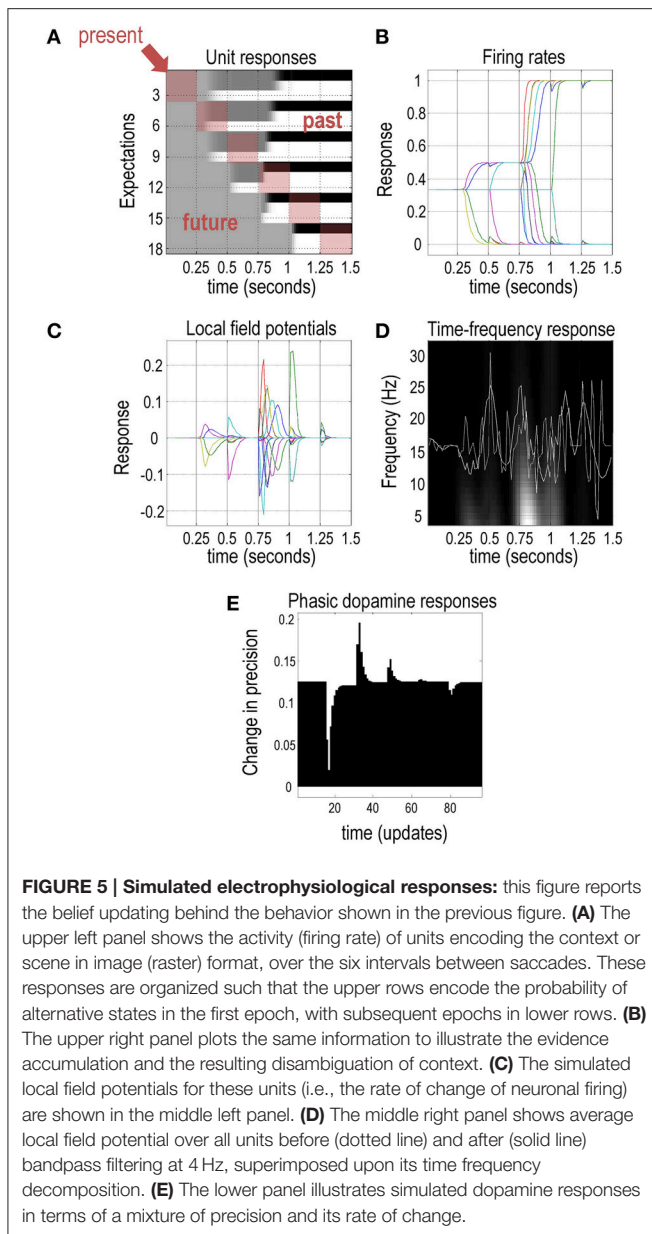 A
present
Unit responses
3
6
9
12
15
18
Expectations
past
future
0.25 0.5 0.75 1 1.25 1.5
time (seconds)
B
Firing rates
1
0.8
0.6
0.4
0.2
0
Response
0.25 0.5 0.75 1 1.25 1.5
time (seconds)
C
Local field potentials
0.2
0.1
0
-0.1
-0.2
Response
0.25 0.5 0.75 1 1.25 1.5
time (seconds)
D
Time-frequency response
30
25
20
15
10
5
Frequency (Hz)
0.25 0.5 0.75 1 1.25 1.5
time (seconds)
E
Phasic dopamine responses
0.2
0.15
0.1
0.05
0
Change in precision
20 40 60 80
time (updates)
FIGURE 5 | Simulated electrophysiological responses: this figure reports
the belief updating behind the behavior shown in the previous figure. (A) The
upper left panel shows the activity (firing rate) of units encoding the context or
scene in image (raster) format, over the six intervals between saccades. These
responses are organized such that the upper rows encode the probability of
alternative states in the first epoch, with subsequent epochs in lower rows. (B)
The upper right panel plots the same information to illustrate the evidence
accumulation and the resulting disambiguation of context. (C) The simulated
local field potentials for these units (i.e., the rate of change of neuronal firing)
are shown in the middle left panel. (D) The middle right panel shows average
local field potential over all units before (dotted line) and after (solid line)
bandpass filtering at 4 Hz, superimposed upon its time frequency
decomposition. (E) The lower panel illustrates simulated dopamine responses
in terms of a mixture of precision and its rate of change.